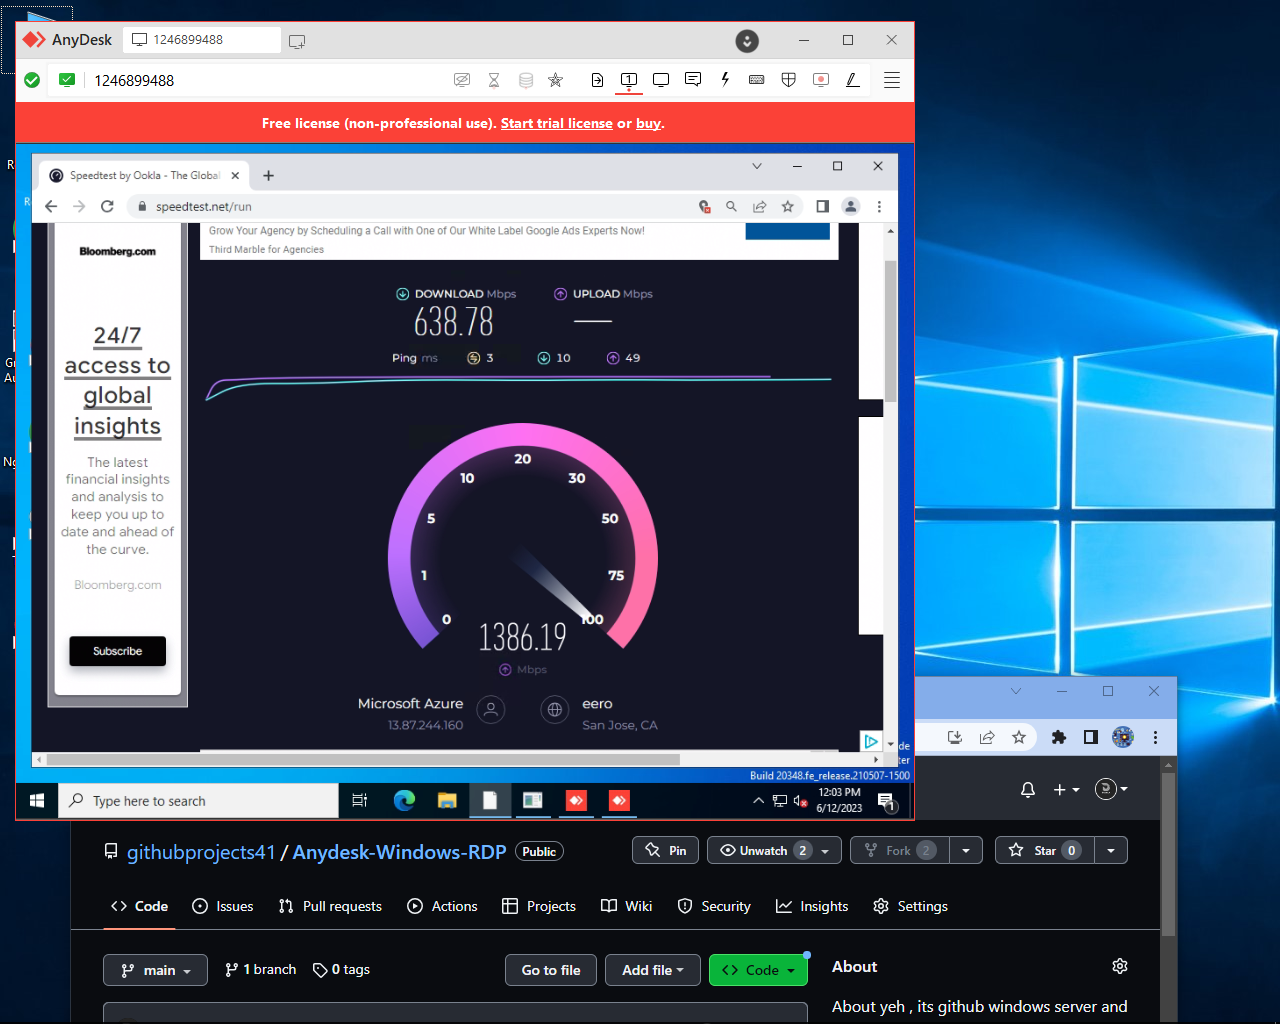 AnyDesk
1246899488
1246899488
1
Free license (non-professional use). Start trial license or buy.
Speedtest by Ookla - The Global
speedtest.net/run
Grow Your Agency by Scheduling a Call with One of Our White Label Google Ads Experts Now!
Third Marble for Agencies
Bloomberg.com
24/7
access to
global
insights
The latest
financial insights
and analysis to
keep you up to
date and ahead of
the curve.
Bloomberg.com
Subscribe
DOWNLOAD Mbps
UPLOAD Mbps
638.78
Ping ms 3 10 49
0
1
5
10
20
30
50
75
100
1386.19
Mbps
Microsoft Azure
13.87.244.160
eero
San Jose, CA
Build 20348.fe_release.210507-1500
Type here to search
12:03 PM
6/12/2023
1
githubprojects41 / Anydesk-Windows-RDP Public
Pin
Unwatch 2
Fork 2
Star 0
Code
Issues
Pull requests
Actions
Projects
Wiki
Security
Insights
Settings
main
1 branch
0 tags
Go to file
Add file
Code
About
About yeh , its github windows server and